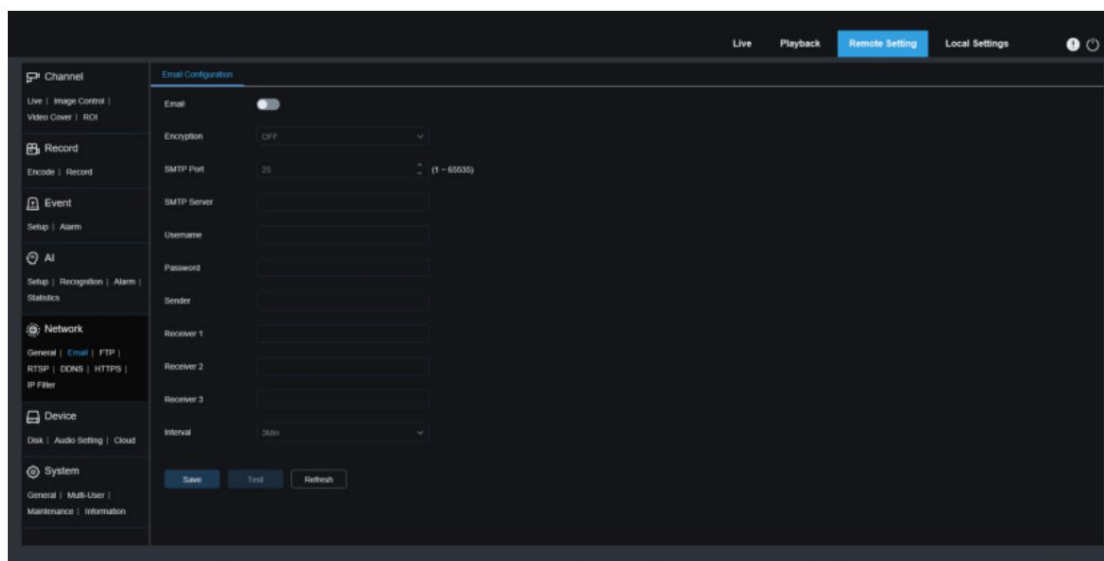 Live Playback Remote Setting Local Settings
Channel
Live | Image Control |
Video Cover | ROI
Record
Encode | Record
Event
Setup | Alarm
AI
Setup | Recognition | Alarm |
Statistics
Network
General | Email | FTP |
RTSP | DDNS | HTTPS |
IP Filter
Device
Disk | Audio Setting | Cloud
System
General | Multi-User |
Maintenance | Information
Email Configuration
Email
Encryption OFF
SMTP Port 25 (1 ~ 65535)
SMTP Server
Username
Password
Sender
Receiver 1
Receiver 2
Receiver 3
Interval 3Min
Save Test Refresh